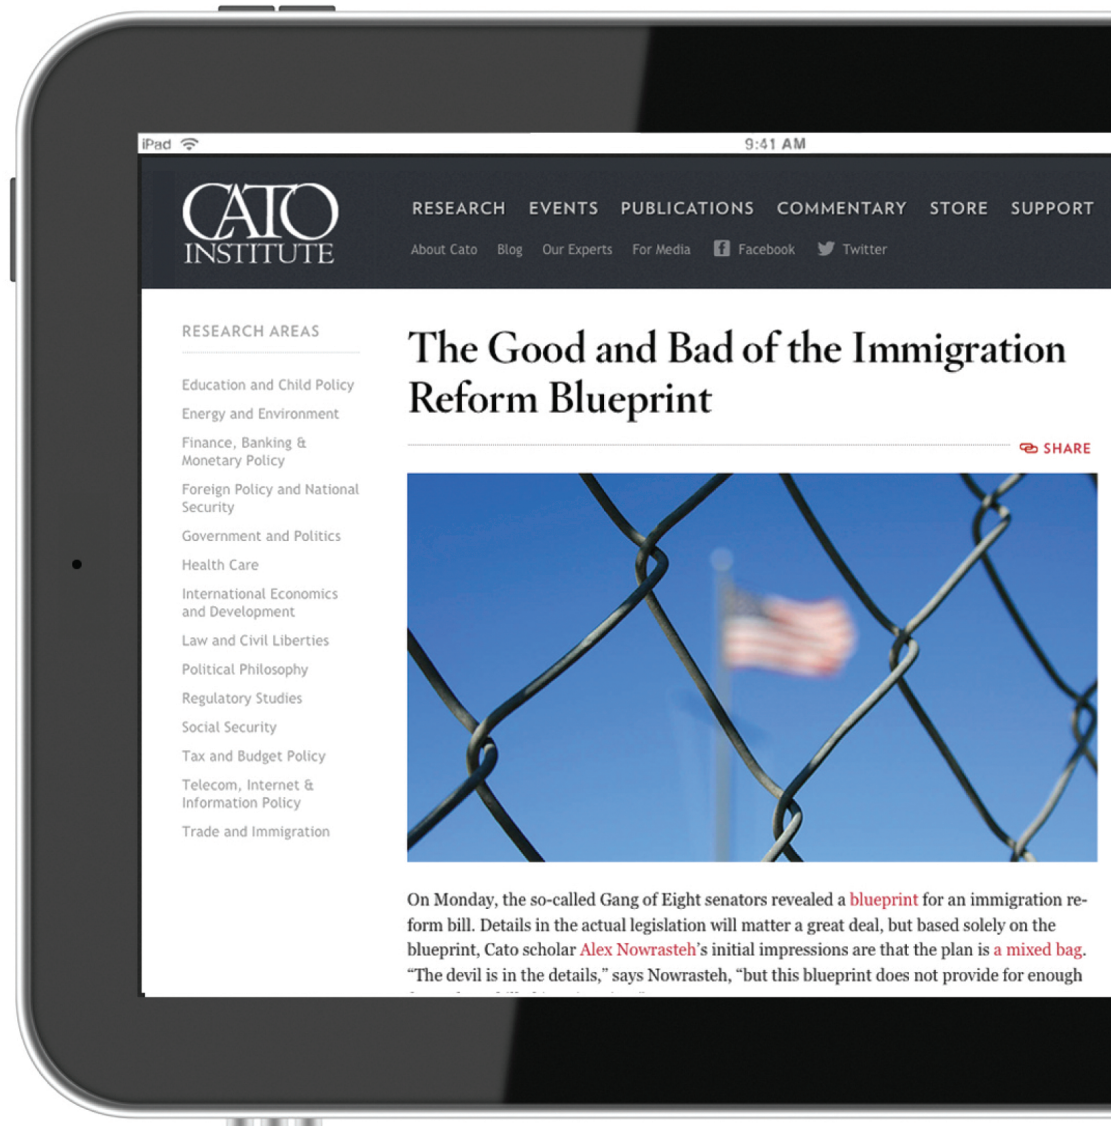 iPad
9:41 AM
CATO
INSTITUTE
RESEARCH EVENTS PUBLICATIONS COMMENTARY STORE SUPPORT
About Cato Blog Our Experts For Media Facebook Twitter
RESEARCH AREAS
Education and Child Policy
Energy and Environment
Finance, Banking &
Monetary Policy
Foreign Policy and National
Security
Government and Politics
Health Care
International Economics
and Development
Law and Civil Liberties
Political Philosophy
Regulatory Studies
Social Security
Tax and Budget Policy
Telecom, Internet &
Information Policy
Trade and Immigration
The Good and Bad of the Immigration
Reform Blueprint
SHARE
On Monday, the so-called Gang of Eight senators revealed a blueprint for an immigration re-
form bill. Details in the actual legislation will matter a great deal, but based solely on the
blueprint, Cato scholar Alex Nowrasteh's initial impressions are that the plan is a mixed bag.
“The devil is in the details,” says Nowrasteh, “but this blueprint does not provide for enough